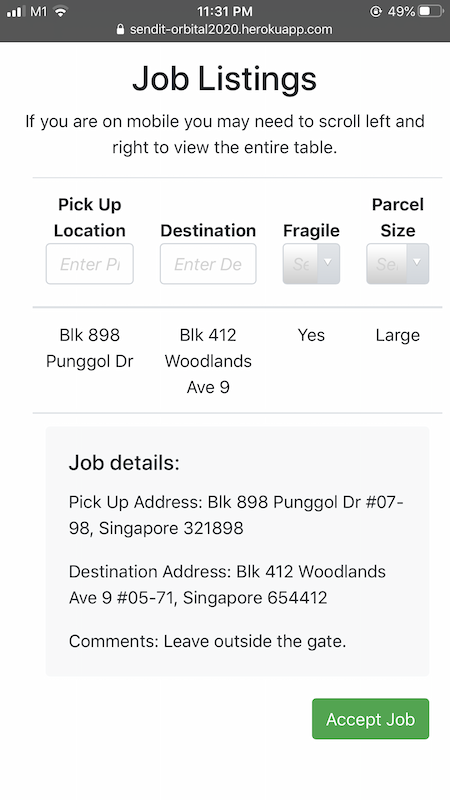 M1 11:31 PM 49%
sendit-orbital2020.herokuapp.com
Job Listings
If you are on mobile you may need to scroll left and
right to view the entire table.
Pick Up Parcel
Location Destination Fragile Size
Enter Pi Enter De Se Se
Blk 898 Blk 412 Yes Large
Punggol Dr Woodlands
Ave 9
Job details:
Pick Up Address: Blk 898 Punggol Dr #07-
98, Singapore 321898
Destination Address: Blk 412 Woodlands
Ave 9 #05-71, Singapore 654412
Comments: Leave outside the gate.
Accept Job